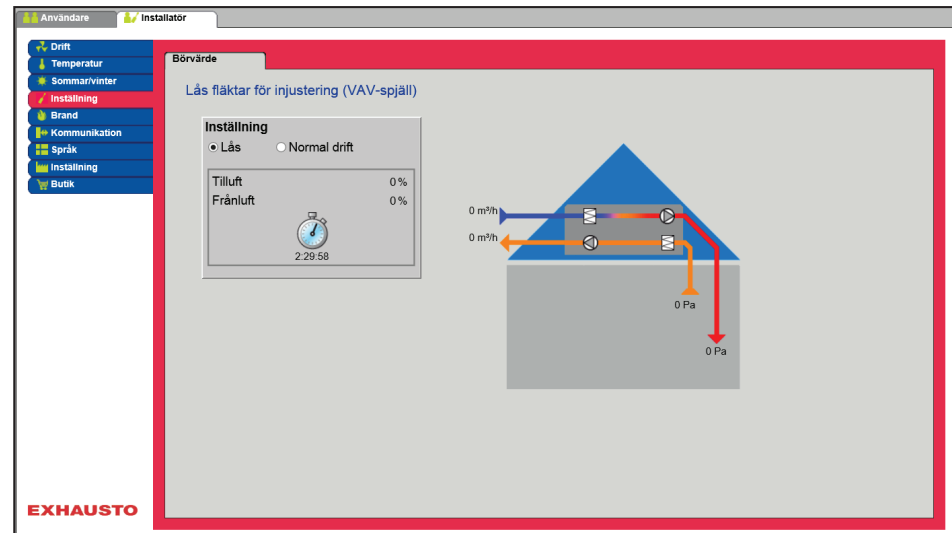 Användare
Installatör
Drift
Temperatur
Sommar/vinter
Inställning
Brand
Kommunikation
Språk
Inställning
Butik
Börvärde
Lås fläktar för injustering (VAV-spjäll)
Inställning
Lås Normal drift
Tilluft 0 %
Frånluft 0 %
2:29:58
0 m³/h
0 m³/h
0 Pa
0 Pa
EXHAUSTO